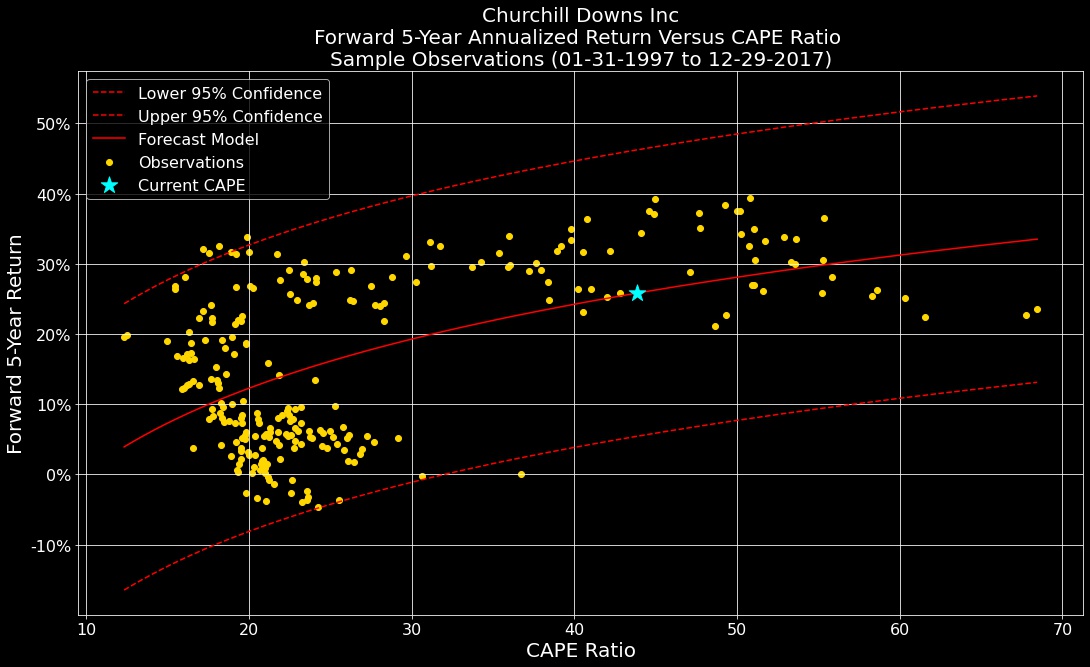 Churchill Downs Inc
Forward 5-Year Annualized Return Versus CAPE Ratio
Sample Observations (01-31-1997 to 12-29-2017)
Lower 95% Confidence
Upper 95% Confidence
Forecast Model
Observations
Current CAPE
Forward 5-Year Return
50%
40%
30%
20%
10%
0%
-10%
10 20 30 40 50 60 70
CAPE Ratio